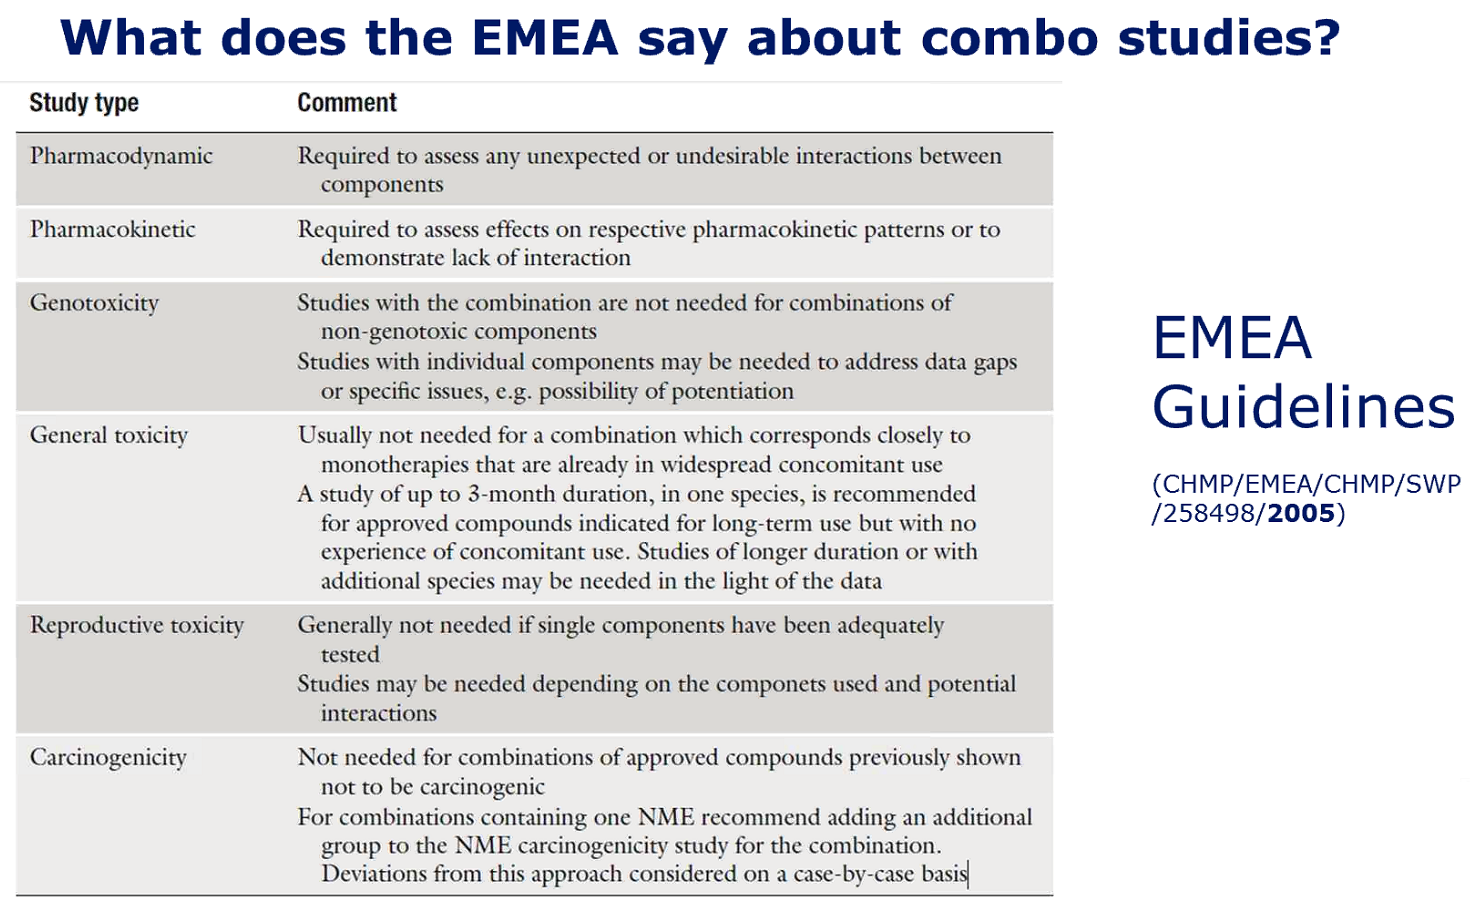 What does the EMEA say about combo studies?
Study type Comment
Pharmacodynamic Required to assess any unexpected or undesirable interactions between
components
Pharmacokinetic Required to assess effects on respective pharmacokinetic patterns or to
demonstrate lack of interaction
Genotoxicity Studies with the combination are not needed for combinations of
non-genotoxic components
Studies with individual components may be needed to address data gaps
or specific issues, e.g. possibility of potentiation
General toxicity Usually not needed for a combination which corresponds closely to
monotherapies that are already in widespread concomitant use
A study of up to 3-month duration, in one species, is recommended
for approved compounds indicated for long-term use but with no
experience of concomitant use. Studies of longer duration or with
additional species may be needed in the light of the data
Reproductive toxicity Generally not needed if single components have been adequately
tested
Studies may be needed depending on the componets used and potential
interactions
Carcinogenicity Not needed for combinations of approved compounds previously shown
not to be carcinogenic
For combinations containing one NME recommend adding an additional
group to the NME carcinogenicity study for the combination.
Deviations from this approach considered on a case-by-case basis
EMEA
Guidelines
(CHMP/EMEA/CHMP/SWP
/258498/2005)